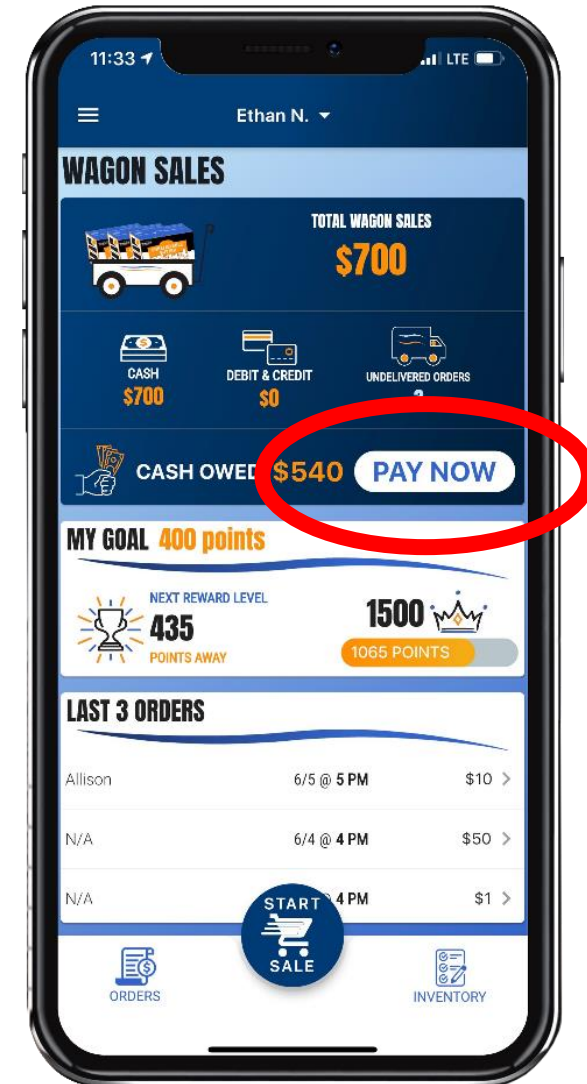 11:33
LTE
Ethan N.
WAGON SALES
TOTAL WAGON SALES
$700
CASH
$700
DEBIT & CREDIT
$0
UNDELIVERED ORDERS
CASH OWED $540 PAY NOW
MY GOAL 400 points
NEXT REWARD LEVEL
435
POINTS AWAY
1500
1065 POINTS
LAST 3 ORDERS
Allison 6/5 @ 5 PM $10 >
N/A 6/4 @ 4 PM $50 >
N/A 4 PM $1 >
START
SALE
ORDERS
INVENTORY